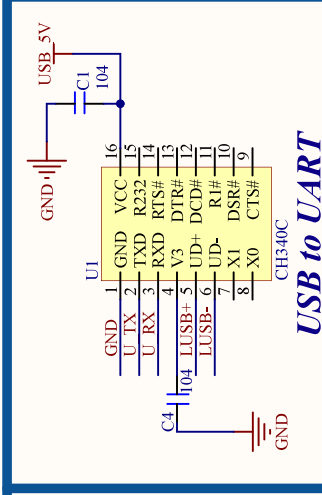 USB_5V
C1
104
GND
16
15
14
13
12
11
10
9
VCC
R232
RTS#
DTR#
DCD#
R1#
DSR#
CTS#
U1
CH340C
GND
TXD
RXD
V3
UD+
UD-
X1
X0
1
2
3
4
5
6
7
8
GND
U_TX
U_RX
LUSB+
LUSB-
C4
104
GND
USB to UART